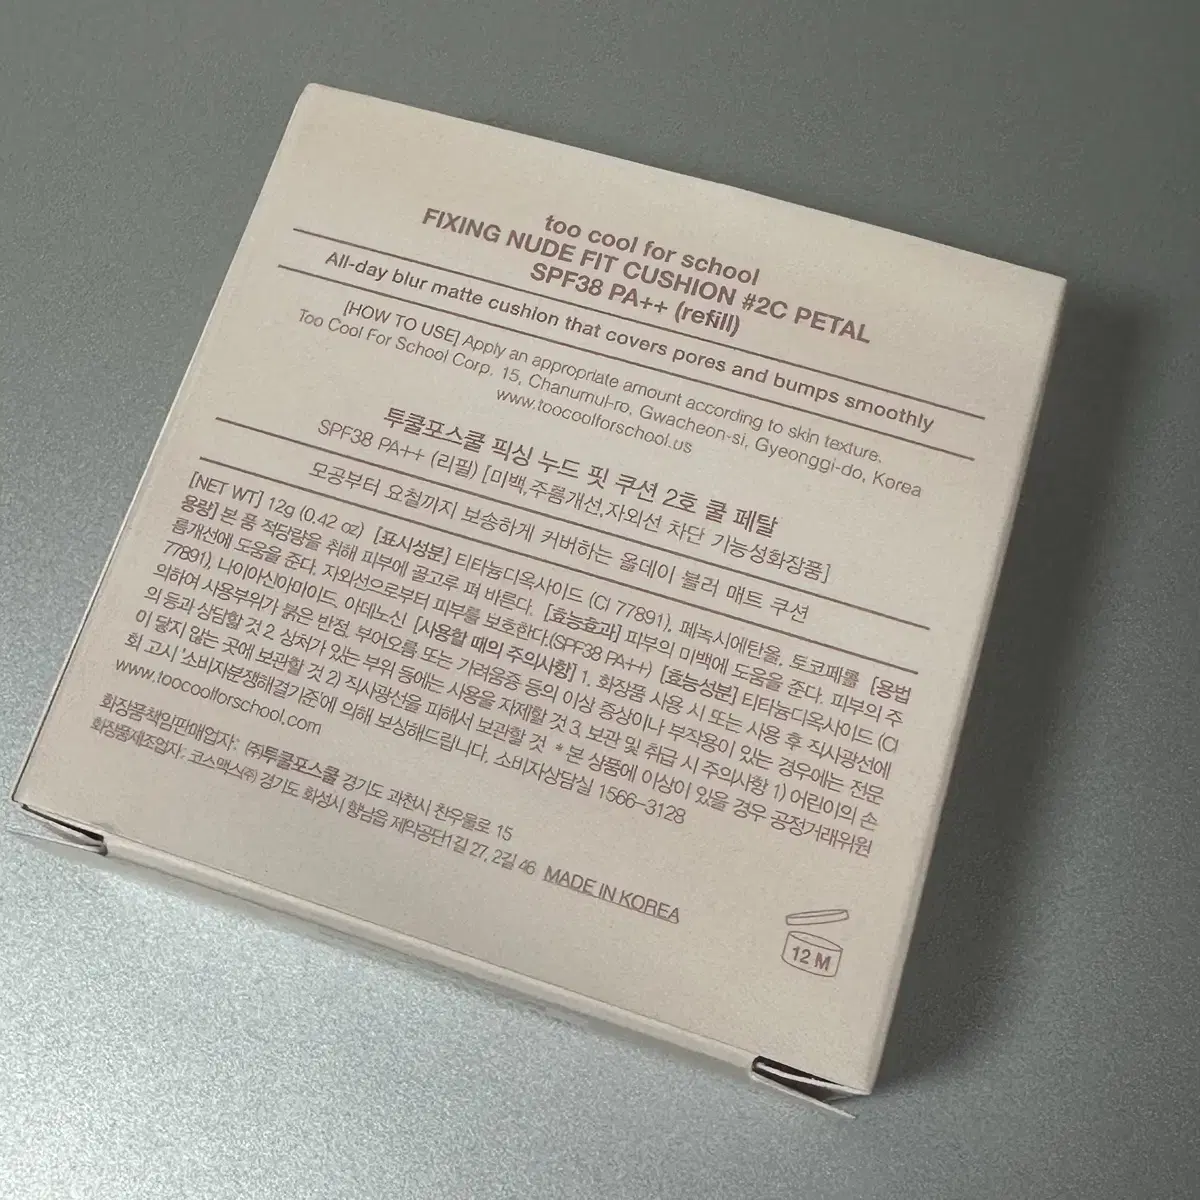 too cool for school
FIXING NUDE FIT CUSHION #2C PETAL
SPF38 PA++ (refill)
All-day blur matte cushion that covers pores and bumps smoothly
[HOW TO USE] Apply an appropriate amount according to skin texture.
Too Cool For School Corp. 15, Chanumul-ro, Gwacheon-si, Gyeonggi-do, Korea
www.toocoolforschool.us
투쿨포스쿨 픽싱 누드 핏 쿠션 2호 쿨 페탈
SPF38 PA++ (리필) [미백,주름개선,자외선 차단 기능성화장품]
모공부터 요철까지 보송하게 커버하는 올데이 블러 매트 쿠션
[NET WT] 12g (0.42 oz) [표시성분] 티타늄디옥사이드 (CI 77891), 페녹시에탄올, 토코페롤 [용법
용량] 본 품 적당량을 취해 피부에 골고루 펴 바른다. [효능효과] 피부의 미백에 도움을 준다. 피부의 주
름개선에 도움을 준다. 자외선으로부터 피부를 보호한다.(SPF38 PA++) [효능성분] 티타늄디옥사이드 (CI
77891), 나이아신아마이드, 아데노신 [사용할 때의 주의사항] 1. 화장품 사용 시 또는 사용 후 직사광선에
의하여 사용부위가 붉은 반점, 부어오름 또는 가려움증 등의 이상 증상이나 부작용이 있는 경우에는 전문
의 등과 상담할 것 2. 상처가 있는 부위 등에는 사용을 자제할 것 3. 보관 및 취급 시 주의사항 1) 어린이의 손
이 닿지 않는 곳에 보관할 것 2) 직사광선을 피해서 보관할 것 * 본 상품에 이상이 있을 경우 공정거래위원
회 고시 '소비자분쟁해결기준에 의해 보상해드립니다. 소비자상담실 1566-3128
www.toocoolforschool.com
화장품책임판매업자: ㈜투쿨포스쿨 경기도 과천시 찬우물로 15
화장품제조업자: 코스맥스㈜ 경기도 화성시 향남읍 제약공단1길 27, 2길 46 MADE IN KOREA
12 M